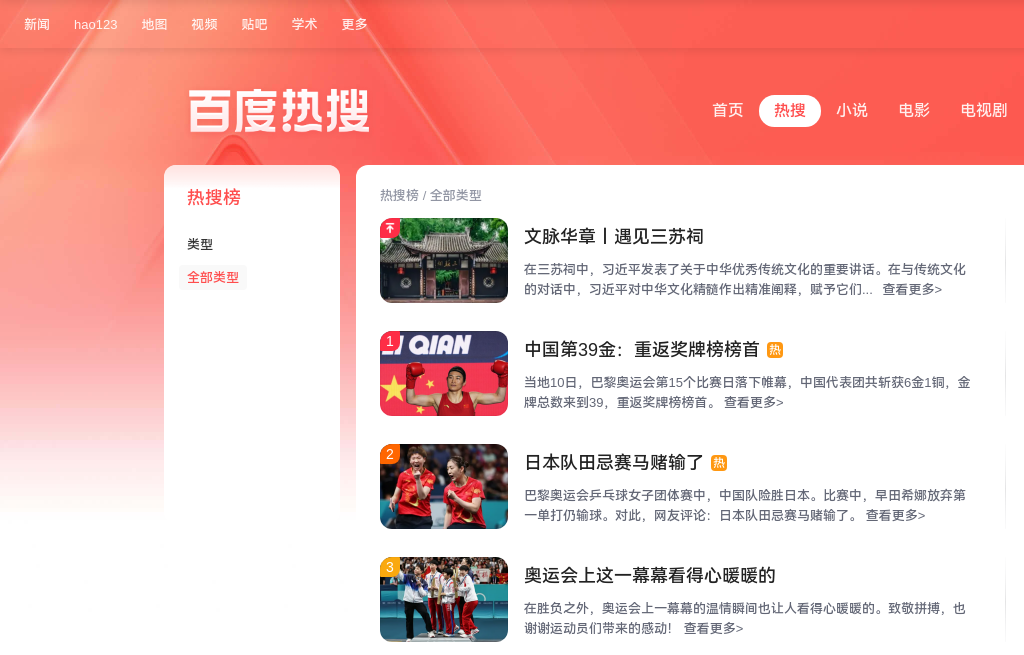 新闻 hao123 地图 视频 贴吧 学术 更多
百度热搜
首页 热搜 小说 电影 电视剧
热搜榜
类型
全部类型
热搜榜 / 全部类型
文脉华章丨遇见三苏祠
在三苏祠中，习近平发表了关于中华优秀传统文化的重要讲话。在与传统文化
的对话中，习近平对中华文化精髓作出精准阐释，赋予它们... 查看更多>
1
QIAN
中国第39金：重返奖牌榜榜首 热
当地10日，巴黎奥运会第15个比赛日落下帷幕，中国代表团共斩获6金1铜，金
牌总数来到39，重返奖牌榜榜首。 查看更多>
2
日本队田忌赛马赌输了 热
巴黎奥运会乒乓球女子团体赛中，中国队险胜日本。比赛中，早田希娜放弃第
一单打仍输球。对此，网友评论：日本队田忌赛马赌输了。 查看更多>
3
奥运会上这一幕幕看得心暖暖的
在胜负之外，奥运会上一幕幕的温情瞬间也让人看得心暖暖的。致敬拼搏，也
谢谢运动员们带来的感动！ 查看更多>